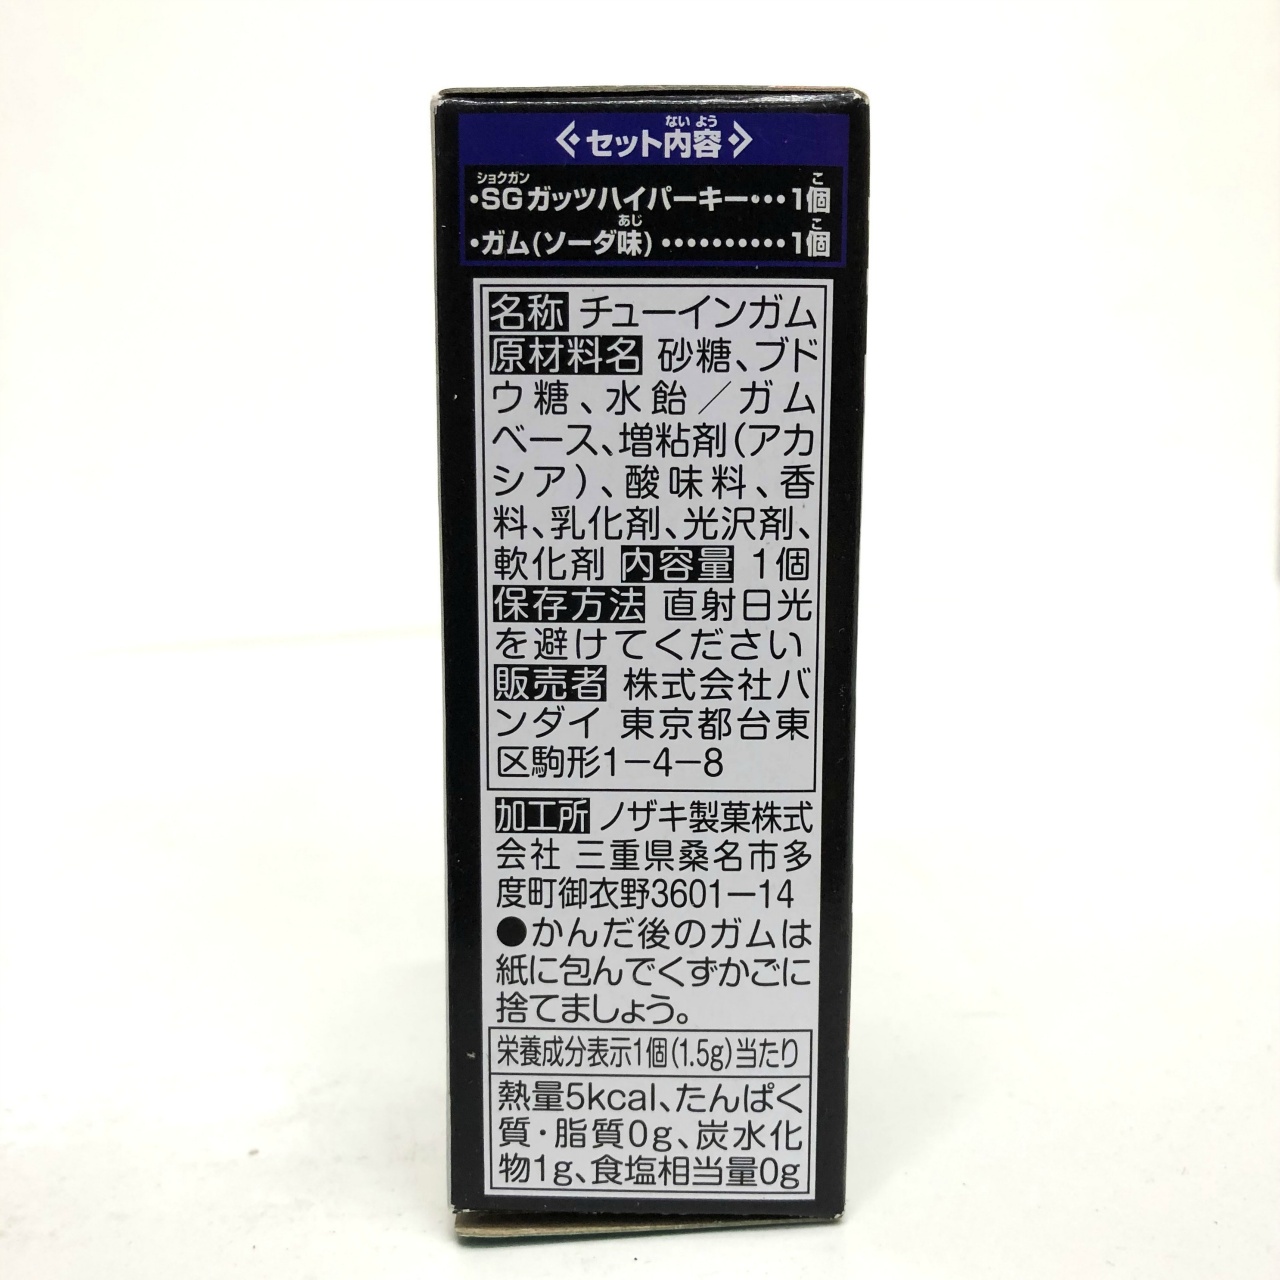 ないよう
セット内容
ショクガン
こ
・SGガッツハイパーキー・・・1個
あじ
こ
・ガム(ソーダ味)・・・・・・・・・・1個
名称 チューインガム
原材料名 砂糖、ブド
ウ糖、水飴/ガム
ベース、増粘剤(アカ
シア)、酸味料、香
料、乳化剤、光沢剤、
軟化剤 内容量 1個
保存方法 直射日光
を避けてください
販売者 株式会社バ
ンダイ 東京都台東
区駒形1-4-8
加工所 ノザキ製菓株式
会社 三重県桑名市多
度町御衣野3601-14
●かんだ後のガムは
紙に包んでくずかごに
捨てましょう。
栄養成分表示1個(1.5g)当たり
熱量5kcal、たんぱく
質・脂質0g、炭水化
物1g、食塩相当量0g